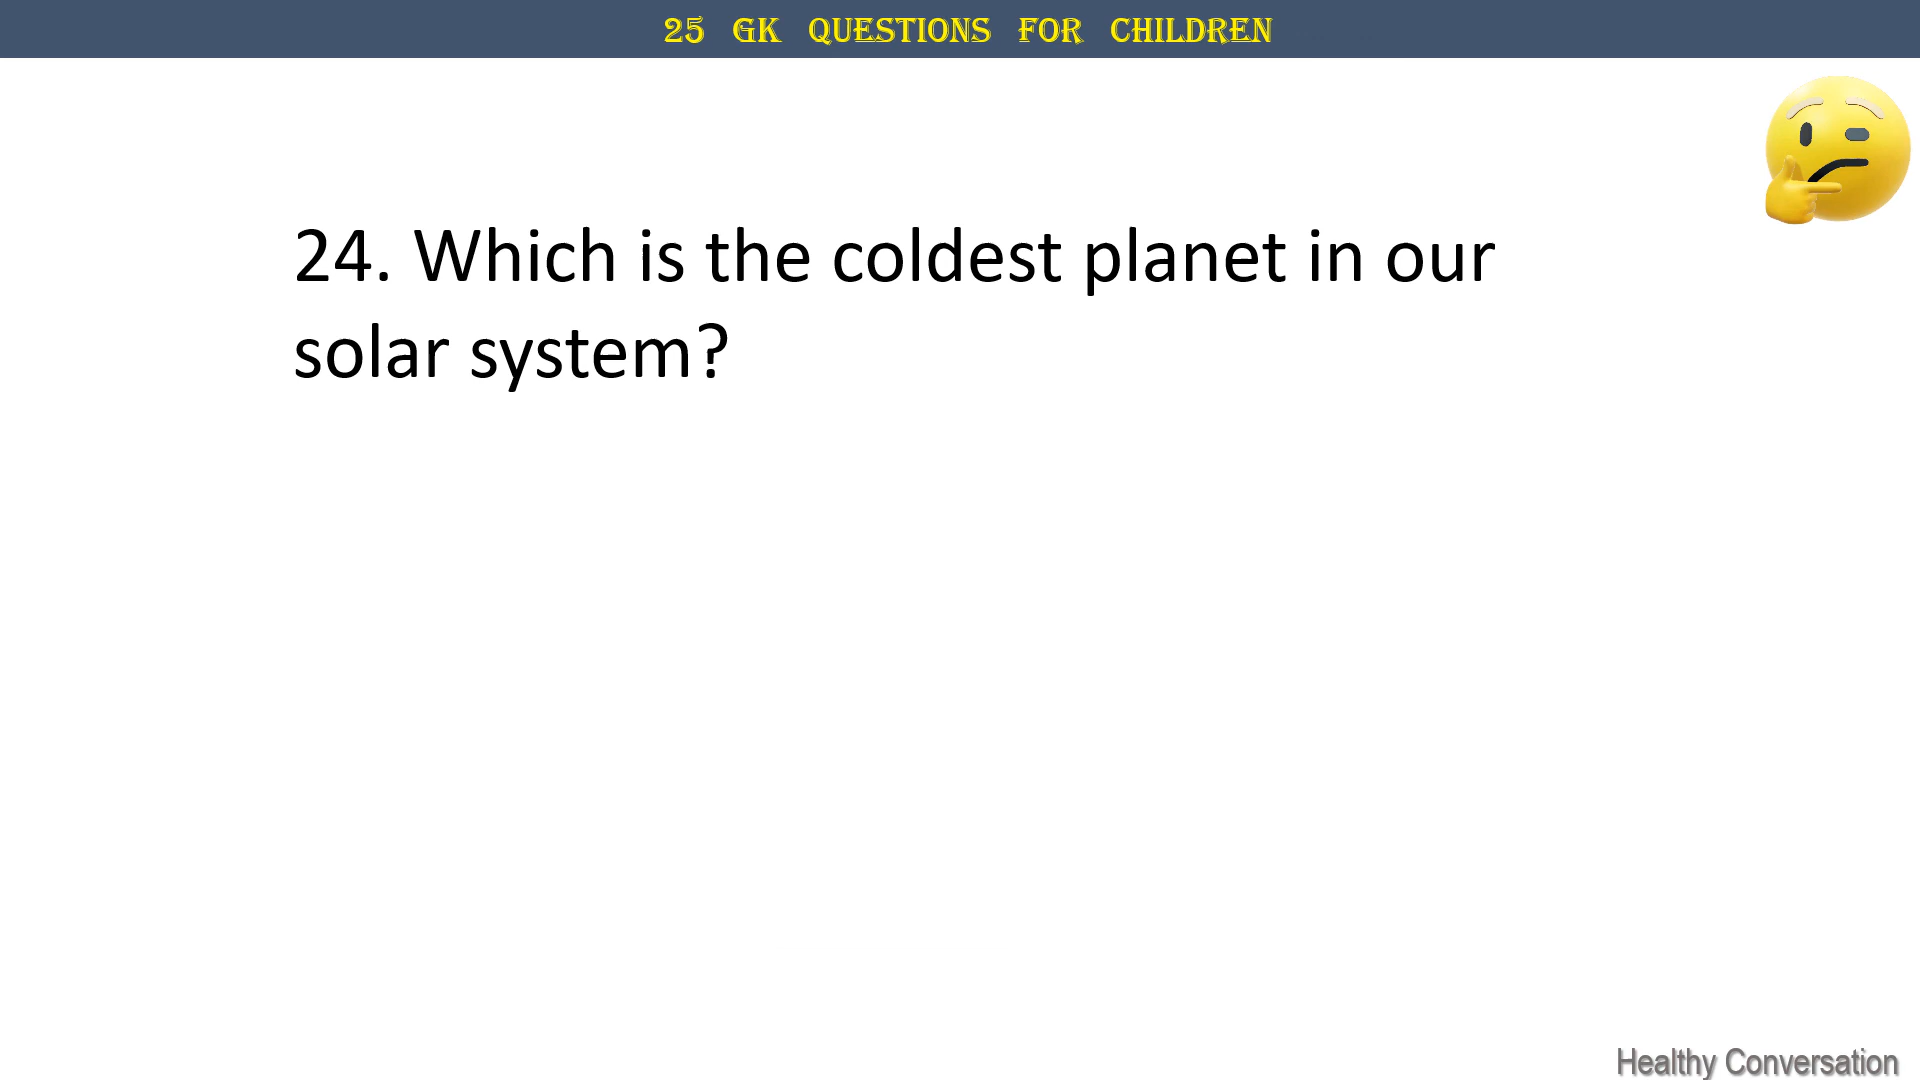 25 GK QUESTIONS FOR CHILDREN
24. Which is the coldest planet in our
solar system?
Healthy Conversation